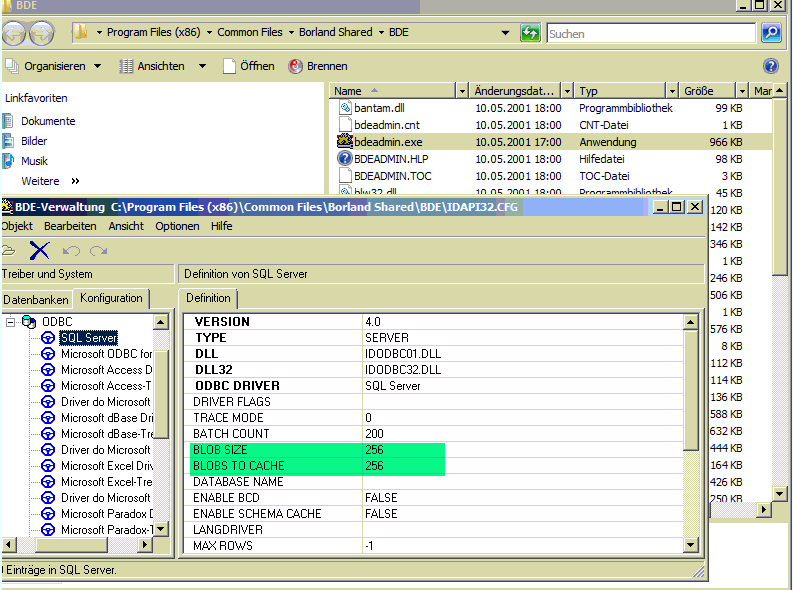 BDE
Program Files (x86) Common Files Borland Shared BDE
Suchen
Organisieren Ansichten Öffnen Brennen
Linkfavoriten
Dokumente
Bilder
Musik
Weitere »
Name Änderungsdat... Typ Größe Mar
bantam.dll 10.05.2001 18:00 Programmbibliothek 99 KB
bdeadmin.cnt 10.05.2001 18:00 CNT-Datei 1 KB
bdeadmin.exe 10.05.2001 17:00 Anwendung 966 KB
BDEADMIN.HLP 10.05.2001 18:00 Hilfedatei 98 KB
BDEADMIN.TOC 10.05.2001 18:00 TOC-Datei 3 KB
blw32.dll 10.05.2001 18:00 Programmbibliothek 45 KB
120 KB
142 KB
346 KB
1 KB
246 KB
506 KB
1 KB
576 KB
8 KB
112 KB
114 KB
136 KB
588 KB
632 KB
444 KB
164 KB
426 KB
250 KB
BDE-Verwaltung C:\Program Files (x86)\Common Files\Borland Shared\BDE\IDAPI32.CFG
Objekt Bearbeiten Ansicht Optionen Hilfe
Treiber und System
Definition von SQL Server
Datenbanken Konfiguration
Definition
ODBC
SQL Server
Microsoft ODBC for
Microsoft Access D
Microsoft Access-T
Driver do Microsoft
Microsoft dBase Dri
Microsoft dBase-Tre
Driver do Microsoft
Microsoft Excel Driv
Microsoft Excel-Tre
Driver do Microsoft
Microsoft Paradox D
Microsoft Paradox-T
VERSION 4.0
TYPE SERVER
DLL IDODBC01.DLL
DLL32 IDODBC32.DLL
ODBC DRIVER SQL Server
DRIVER FLAGS
TRACE MODE 0
BATCH COUNT 200
BLOB SIZE 256
BLOBS TO CACHE 256
DATABASE NAME
ENABLE BCD FALSE
ENABLE SCHEMA CACHE FALSE
LANGDRIVER
MAX ROWS -1
Einträge in SQL Server.